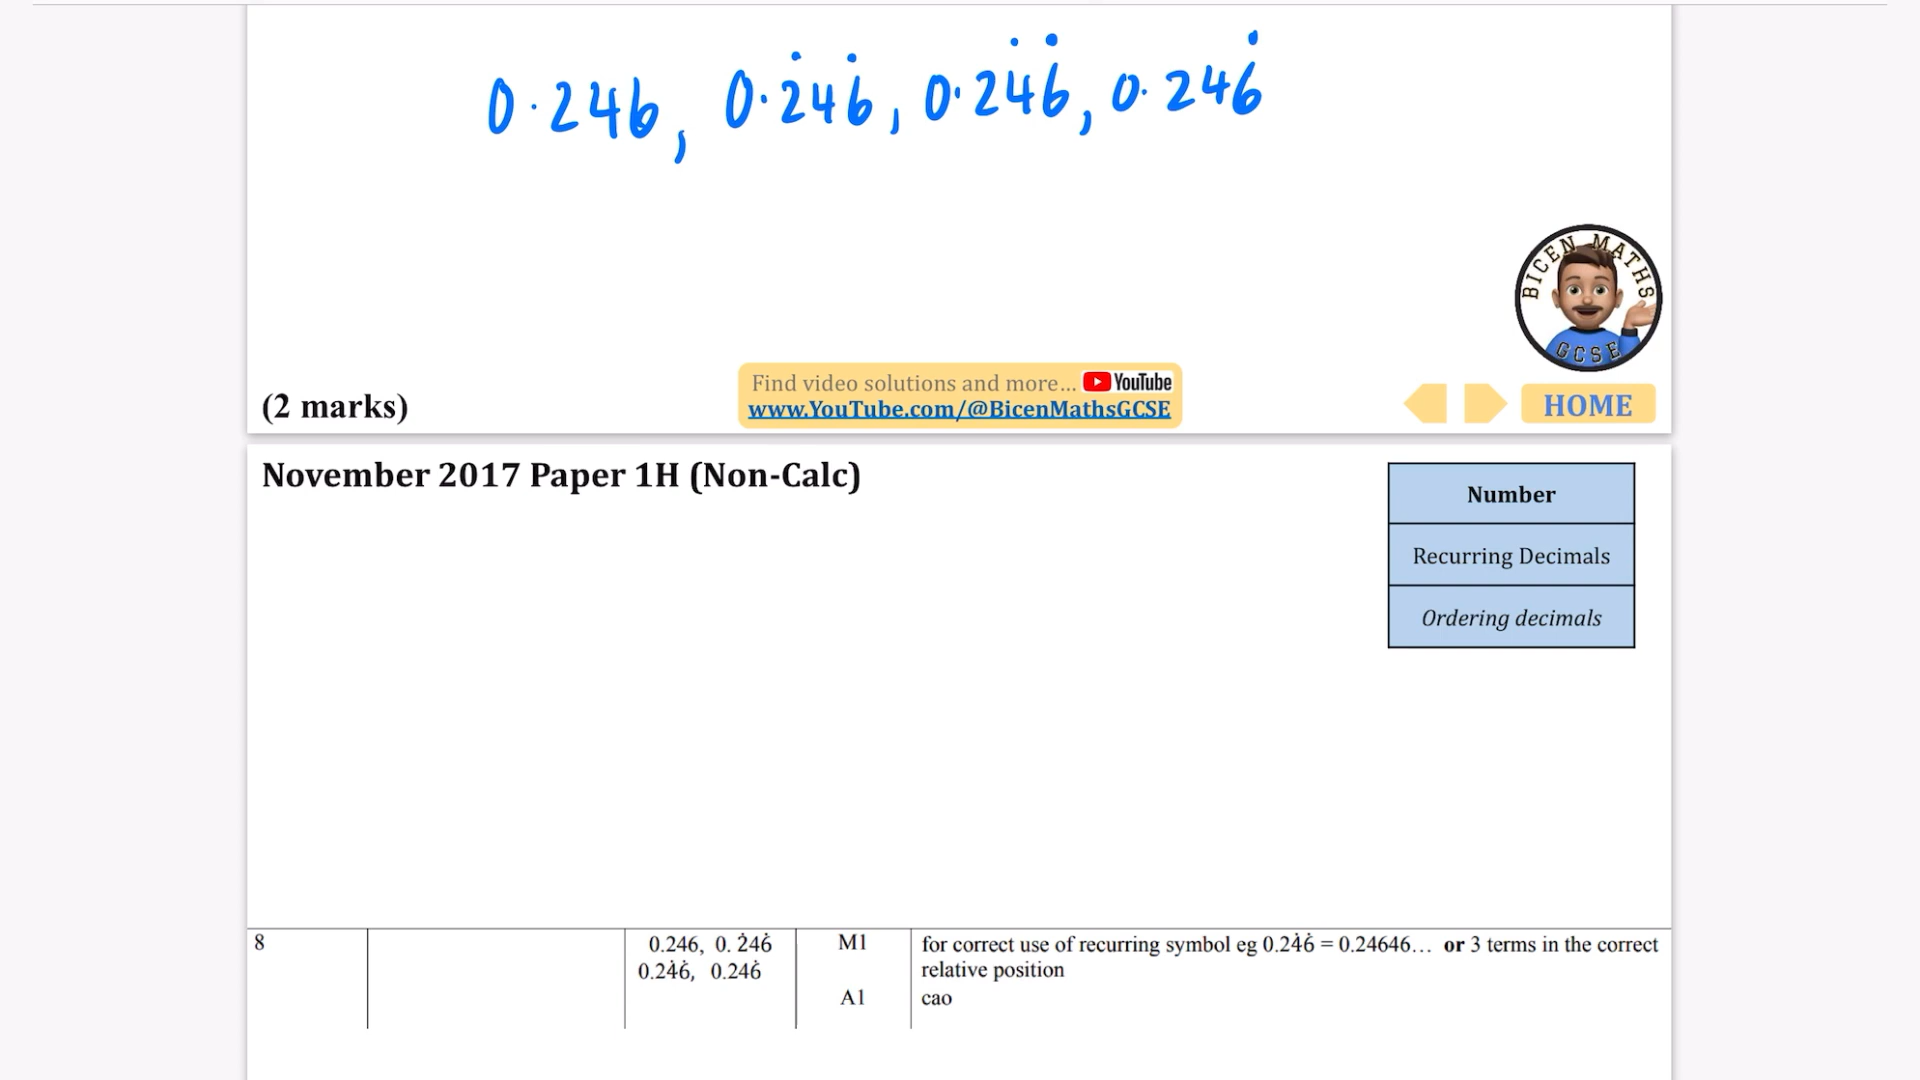 0.246, 0.2̇46̇, 0.24̇6̇, 0.246̇
BICEN MATHS
GCSE
Find video solutions and more... YouTube
www.YouTube.com/@BicenMathsGCSE
(2 marks)
HOME
November 2017 Paper 1H (Non-Calc)
Number
Recurring Decimals
Ordering decimals
8
0.246, 0. 2̇46̇
0.24̇6̇, 0.246̇
M1
for correct use of recurring symbol eg 0.24̇6̇ = 0.24646… or 3 terms in the correct
relative position
A1
cao